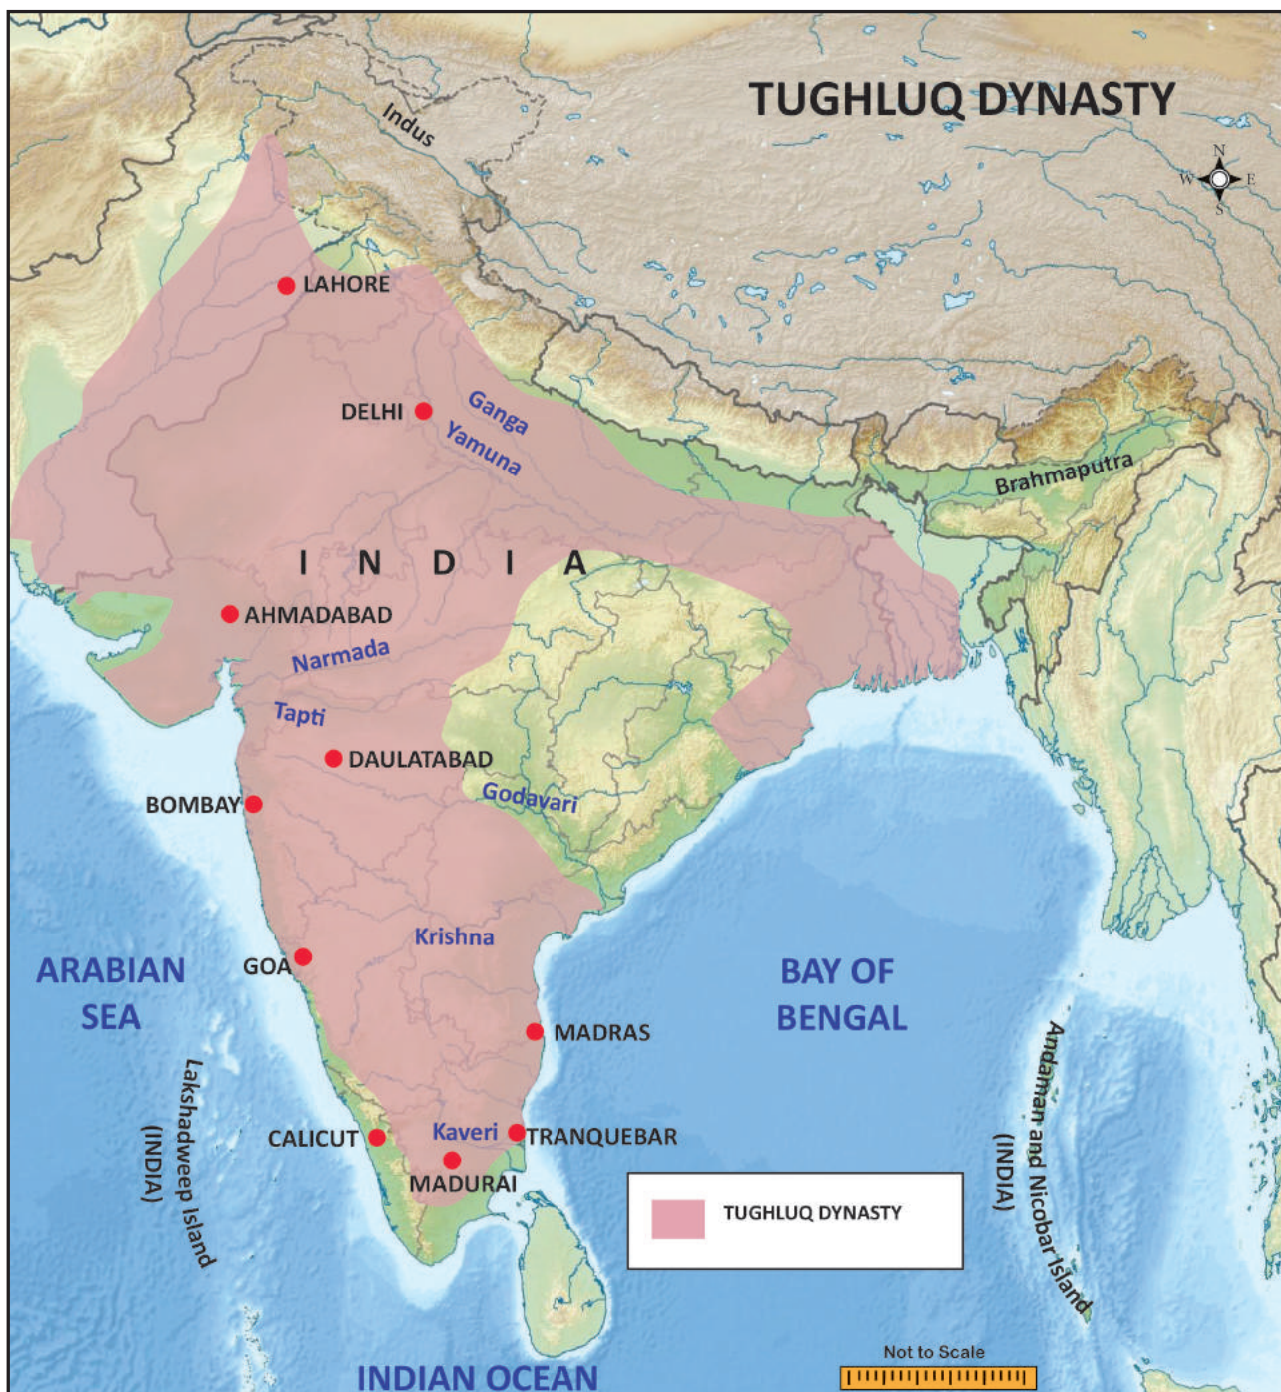 TUGHLUQ DYNASTY
Indus
N
W E
S
LAHORE
DELHI
Ganga
Yamuna
Brahmaputra
INDIA
AHMADABAD
Narmada
Tapti
DAULATABAD
BOMBAY
Godavari
Krishna
GOA
ARABIAN
SEA
BAY OF
BENGAL
MADRAS
Lakshadweep Island
(INDIA)
Andaman and Nicobar Island
(INDIA)
CALICUT
Kaveri
TRANQUEBAR
MADURAI
TUGHLUQ DYNASTY
Not to Scale
INDIAN OCEAN